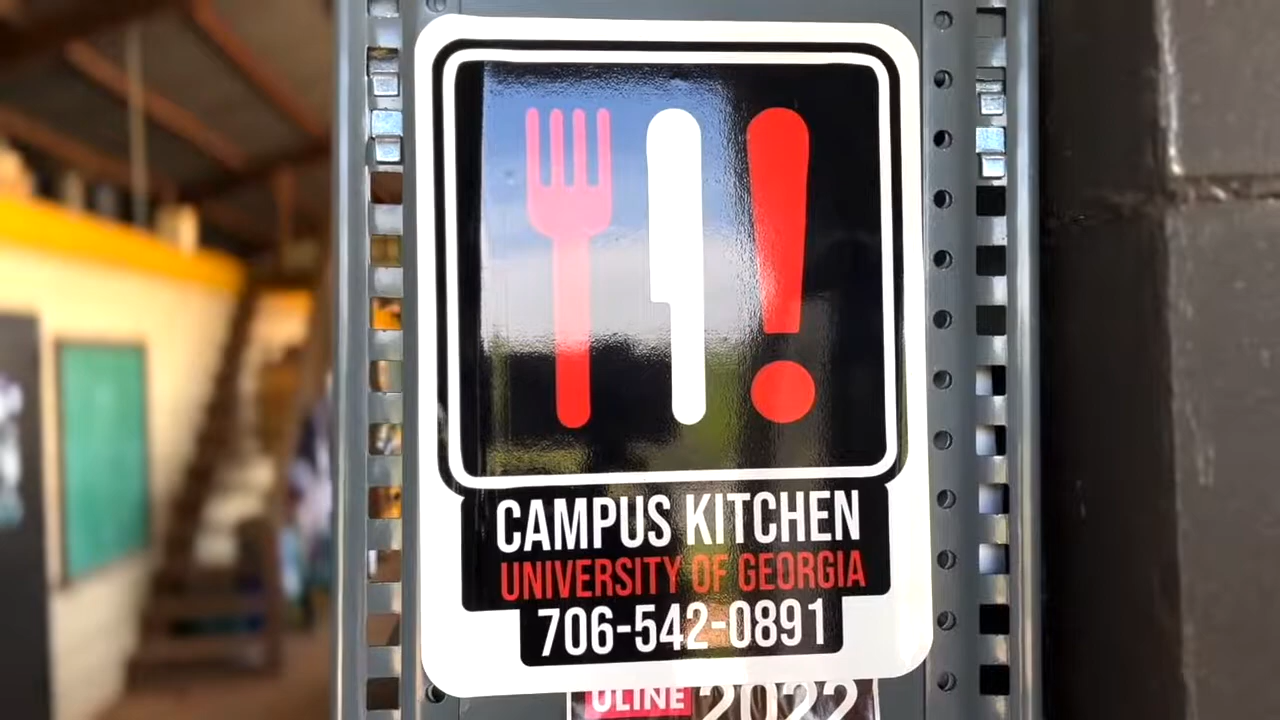 CAMPUS KITCHEN
UNIVERSITY OF GEORGIA
706-542-0891
ULINE 2022